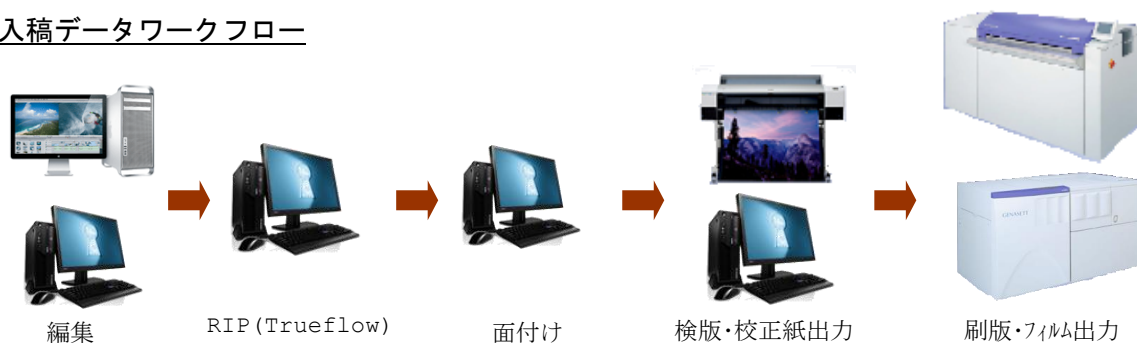 入稿データワークフロー
編集
RIP(Trueflow)
面付け
検版・校正紙出力
刷版・ﾌｨﾙﾑ出力